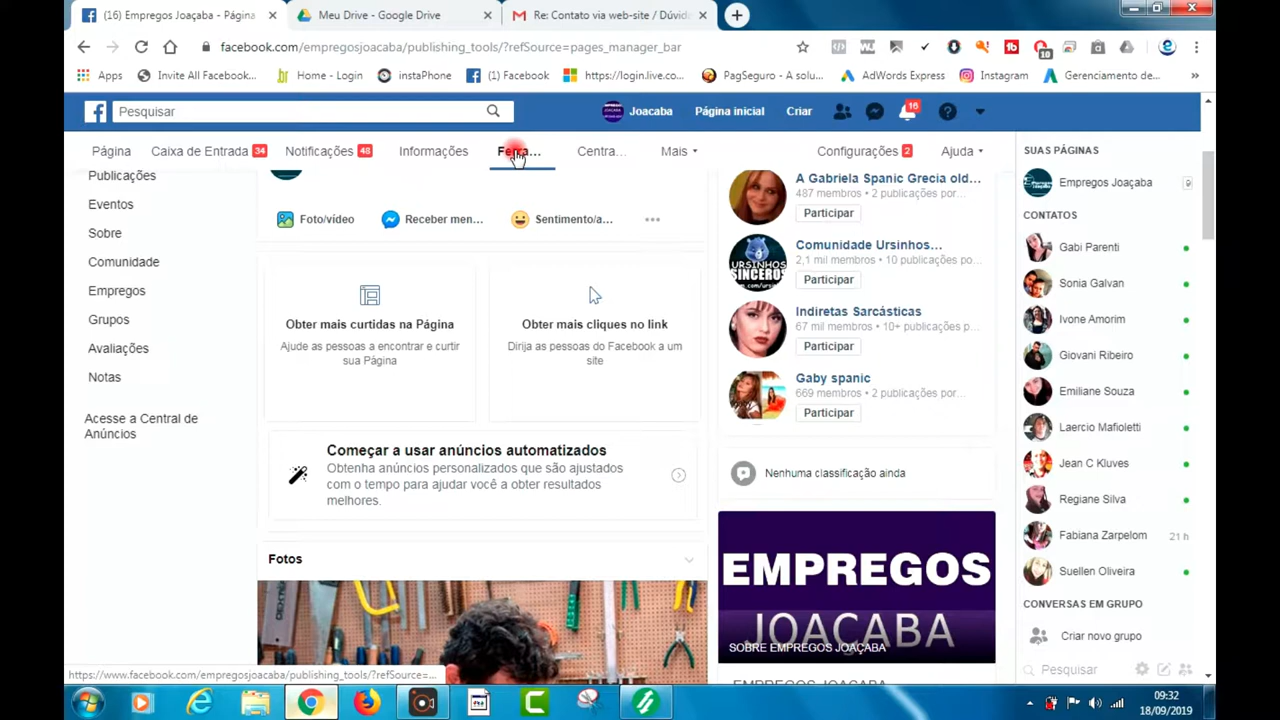 (16) Empregos Joaçaba - Página
Meu Drive - Google Drive
Re: Contato via web-site / Dúvida
facebook.com/empregosjoacaba/publishing_tools/?refSource=pages_manager_bar
10
Apps
Invite All Facebook...
Home - Login
instaPhone
(1) Facebook
https://login.live.co...
PagSeguro - A solu...
AdWords Express
Instagram
Gerenciamento de...
»
Pesquisar
Joacaba
Página inicial
Criar
16
Página
Caixa de Entrada 34
Notificações 48
Informações
Centra...
Mais
Configurações 2
Ajuda
Publicações
Eventos
Sobre
Comunidade
Empregos
Grupos
Avaliações
Notas
Acesse a Central de
Anúncios
Foto/vídeo
Receber men...
Sentimento/a...
Obter mais curtidas na Página
Ajude as pessoas a encontrar e curtir
sua Página
Obter mais cliques no link
Dirija as pessoas do Facebook a um
site
Começar a usar anúncios automatizados
Obtenha anúncios personalizados que são ajustados
com o tempo para ajudar você a obter resultados
melhores.
Fotos
A Gabriela Spanic Grecia old...
487 membros • 2 publicações por...
Participar
URSINHOS
SINCEROS
Comunidade Ursinhos...
2,1 mil membros • 10 publicações po...
Participar
Indiretas Sarcásticas
67 mil membros • 10+ publicações por...
Participar
Gaby spanic
669 membros • 2 publicações por...
Participar
Nenhuma classificação ainda
EMPREGOS
JOAÇABA
SOBRE EMPREGOS JOAÇABA
EMPREGOS JOAÇABA
SUAS PÁGINAS
Empregos Joaçaba
CONTATOS
Gabi Parenti
Sonia Galvan
Ivone Amorim
Giovani Ribeiro
Emiliane Souza
Laercio Mafioletti
Jean C Kluves
Regiane Silva
Fabiana Zarpelom 21 h
Suellen Oliveira
CONVERSAS EM GRUPO
Criar novo grupo
Pesquisar
https://www.facebook.com/empregosjoacaba/publishing_tools/?refSource=...
09:32
18/09/2019